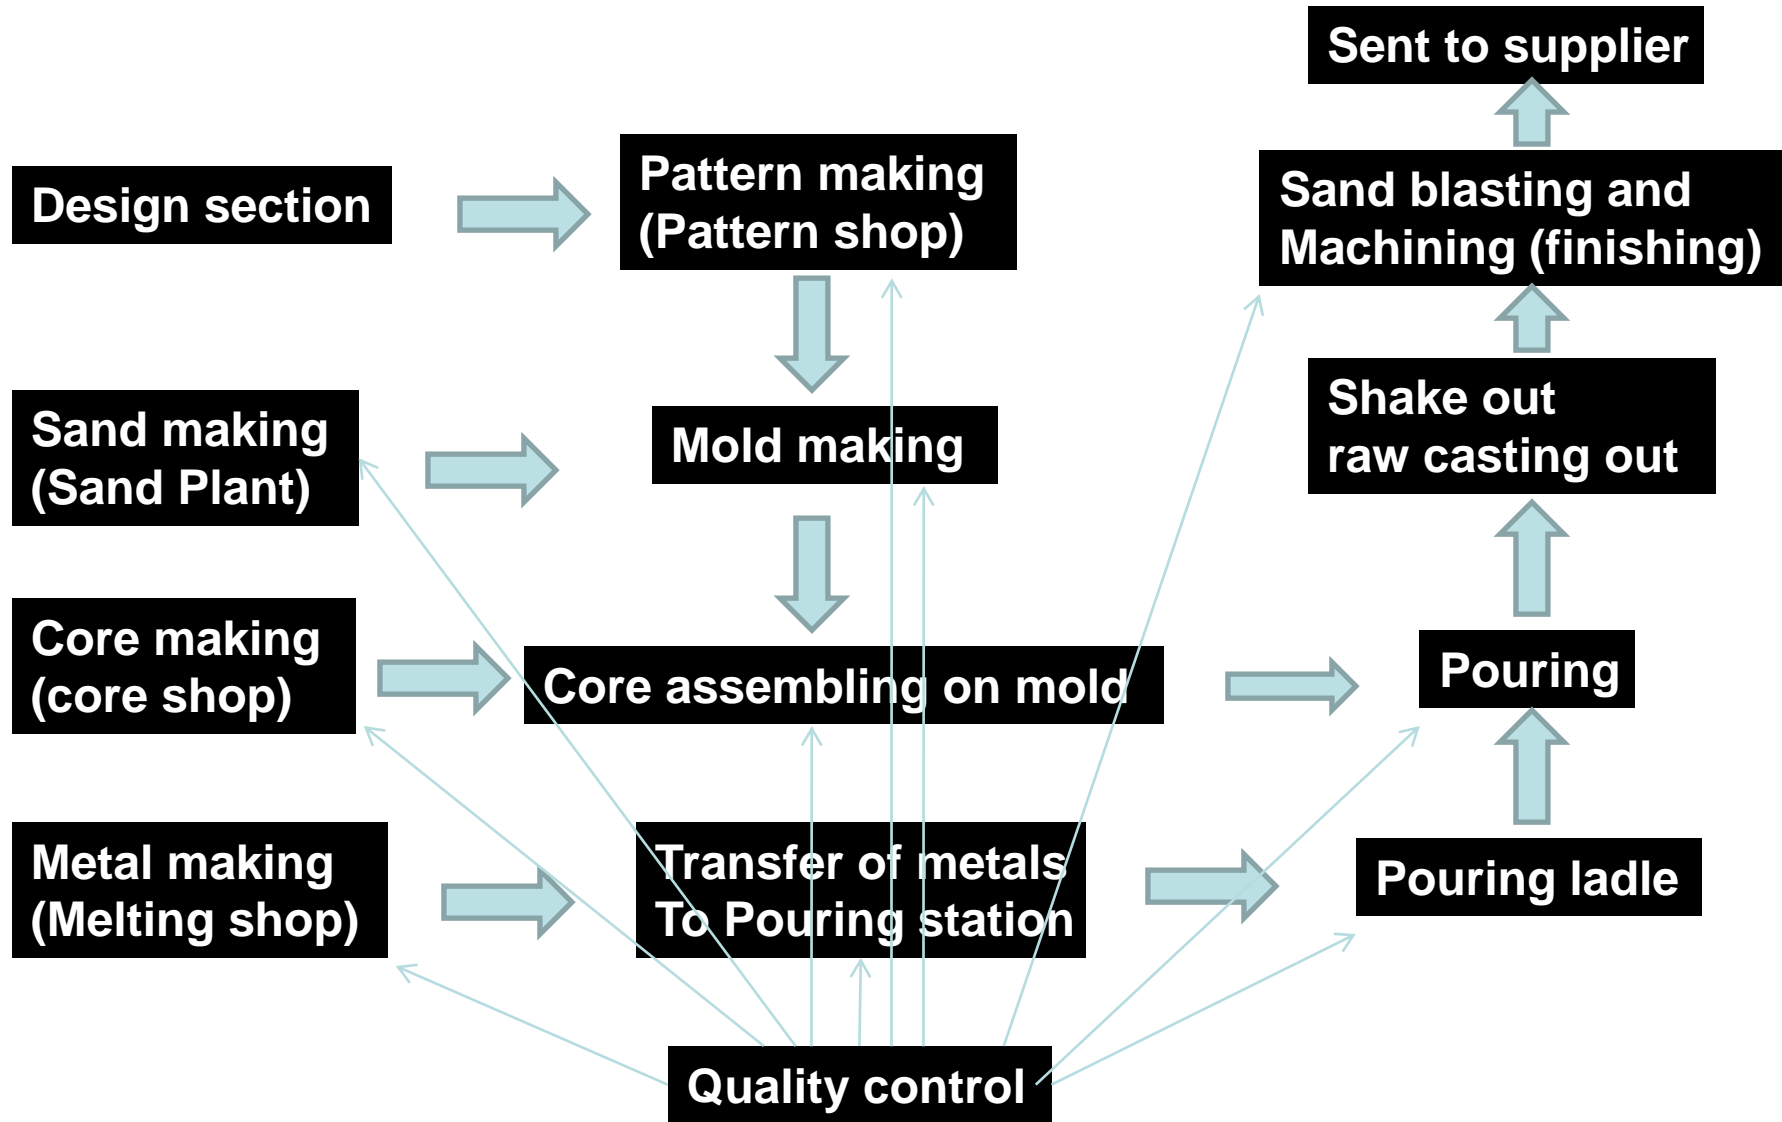 Sent to supplier
Design section
Pattern making
(Pattern shop)
Sand blasting and
Machining (finishing)
Sand making
(Sand Plant)
Mold making
Shake out
raw casting out
Core making
(core shop)
Core assembling on mold
Pouring
Metal making
(Melting shop)
Transfer of metals
To Pouring station
Pouring ladle
Quality control